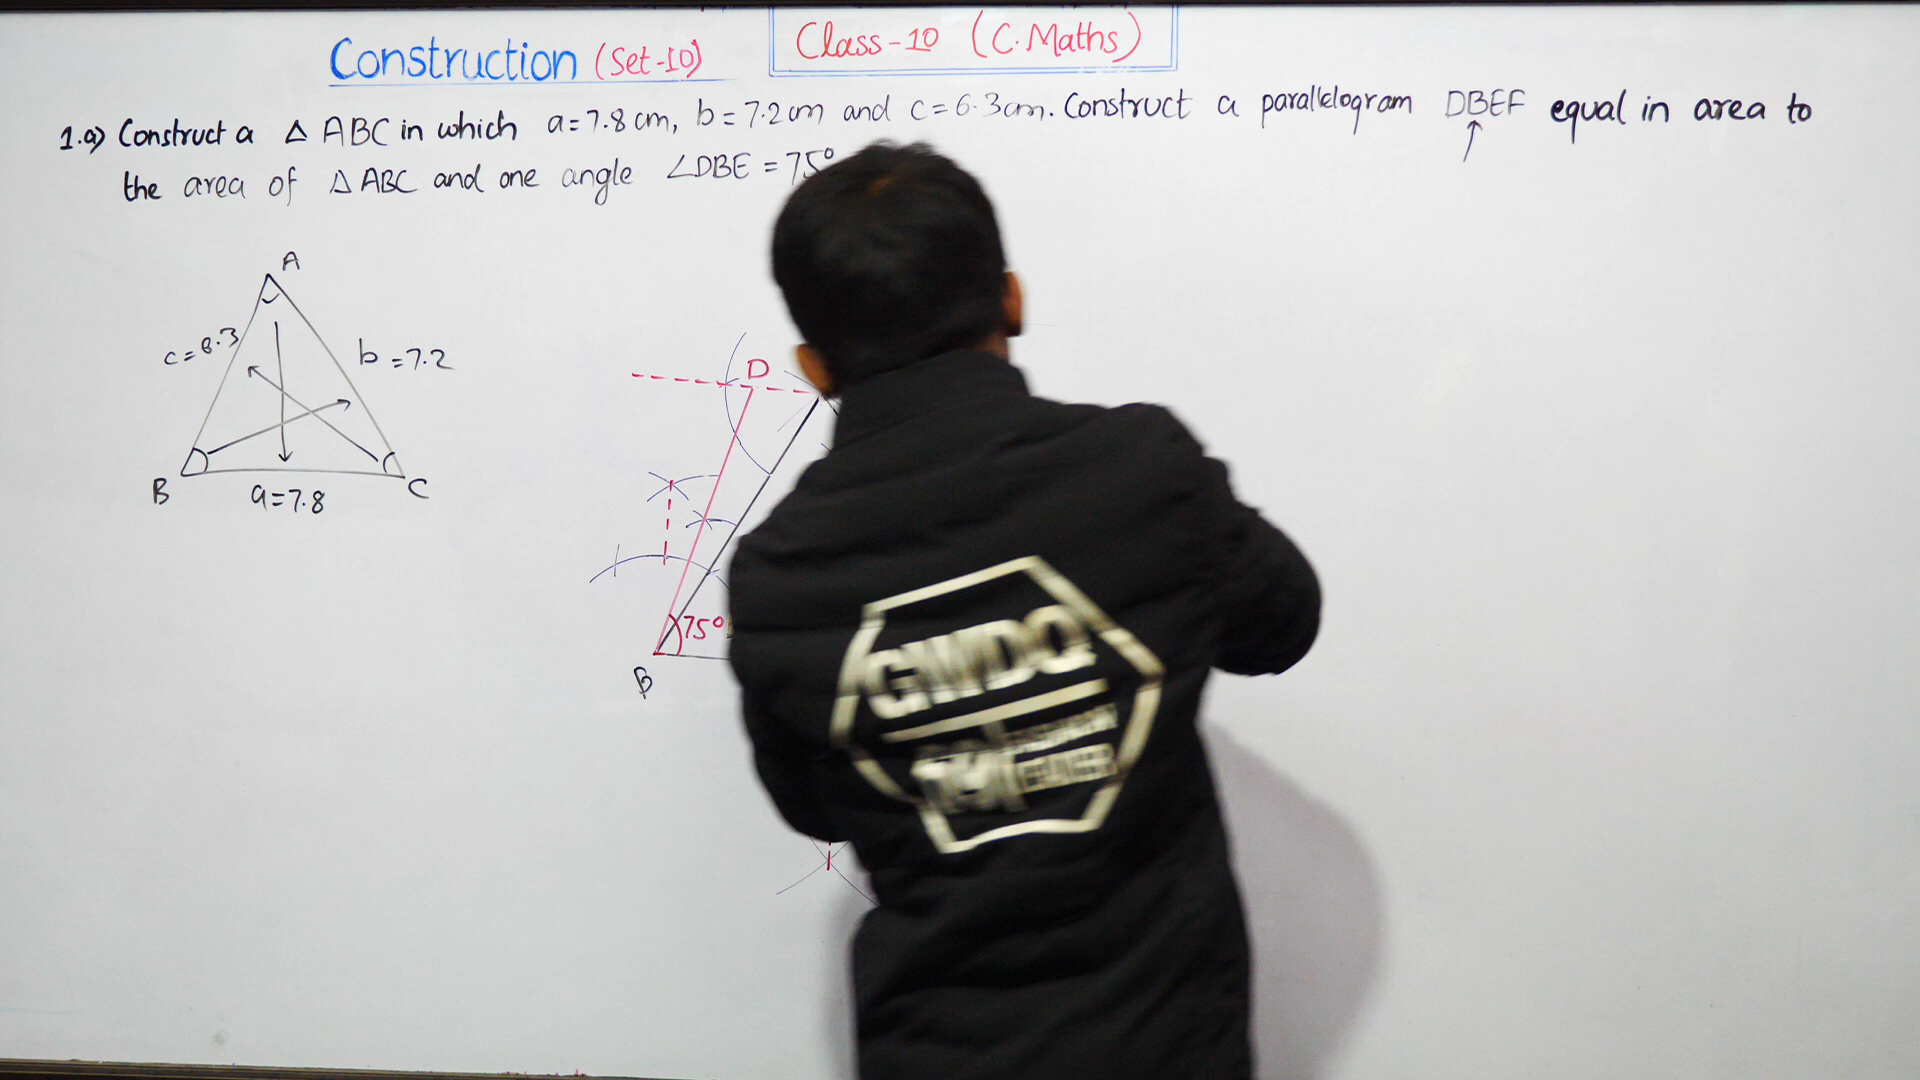 Construction (Set-10)
Class-10 (C.Maths)
1.a) Construct a △ ABC in which a=7.8 cm, b=7.2 cm and c=6.3 cm. Construct a parallelogram DBEF equal in area to
the area of △ ABC and one angle ∠DBE = 75°
A
c=6.3
b=7.2
B
a=7.8
C
D
75°
B
GWDO